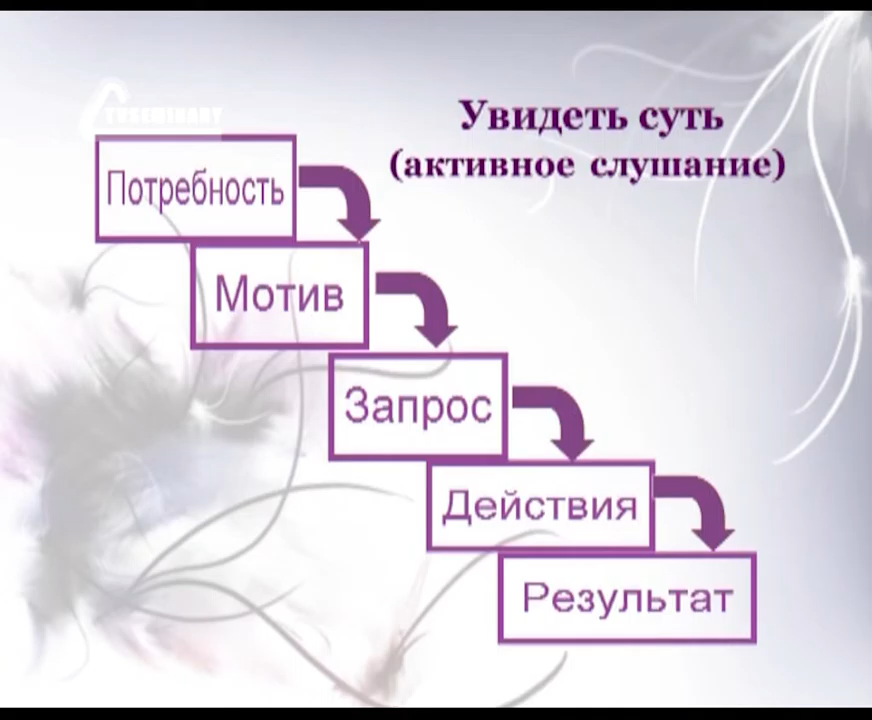 Увидеть суть
(активное слушание)
Потребность
Мотив
Запрос
Действия
Результат